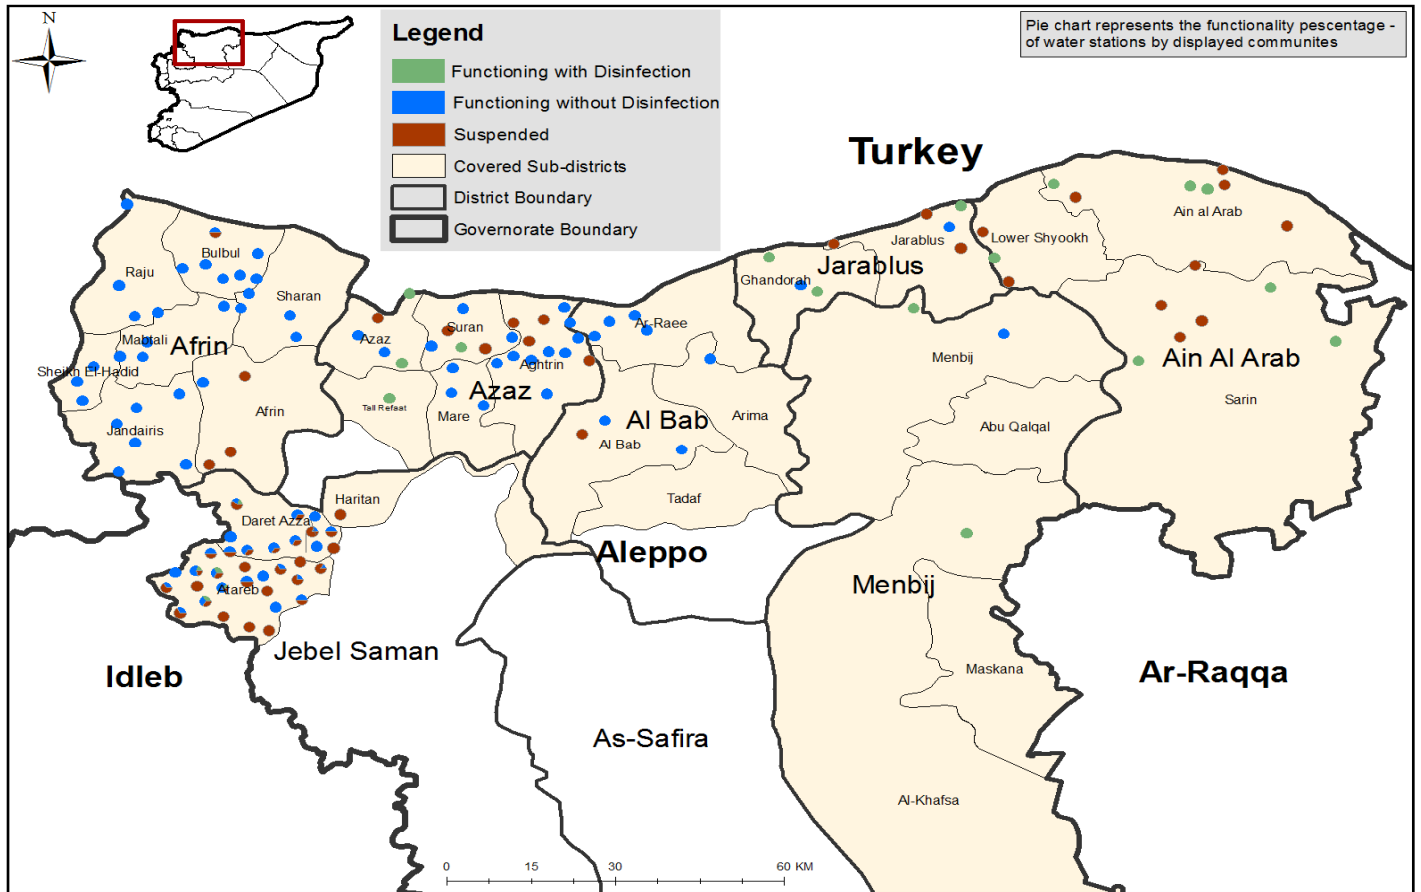 N
Legend
Functioning with Disinfection
Functioning without Disinfection
Suspended
Covered Sub-districts
District Boundary
Governorate Boundary
Pie chart represents the functionality pescentage -
of water stations by displayed communites
Turkey
Ain al Arab
Bulbul
Jarablus
Lower Shyookh
Raju
Jarablus
Ghandorah
Sharan
Ar-Raee
Suran
Azaz
Mabtali
Afrin
Menbij
Ain Al Arab
Aghtrin
Sheikh El-Hadid
Azaz
Sarin
Tall Refaat
Afrin
Mare
Arima
Al Bab
Abu Qalqal
Jandairis
Al Bab
Haritan
Tadaf
Daret Azza
Aleppo
Menbij
Atareb
Jebel Saman
Idleb
Maskana
Ar-Raqqa
As-Safira
Al-Khafsa
0 15 30 60 KM